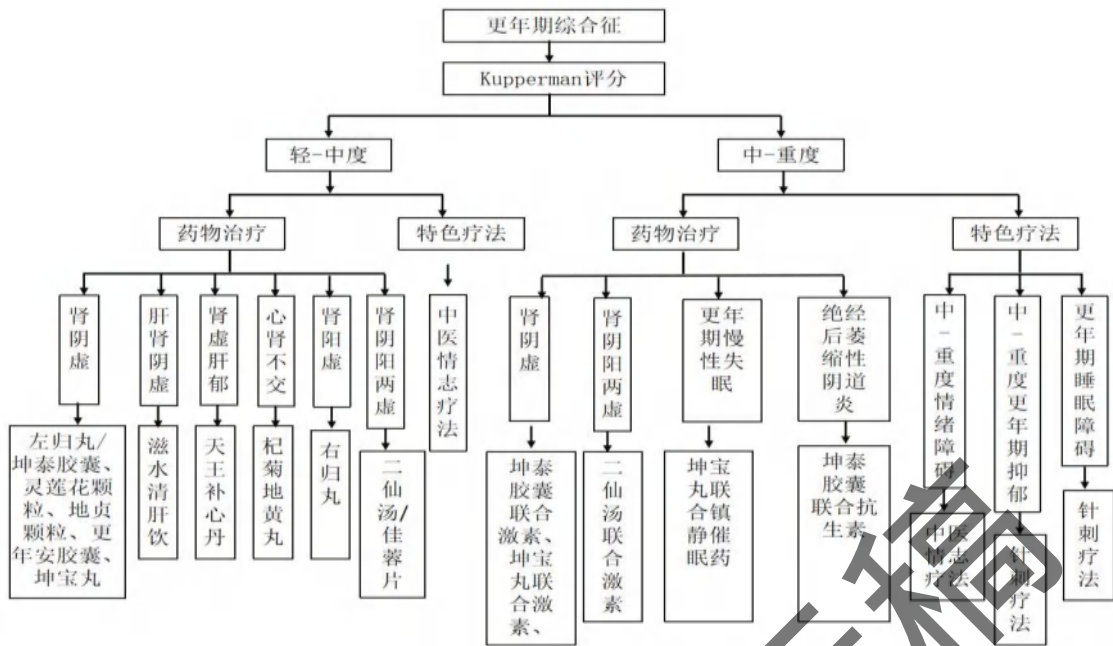 更年期综合征
Kupperman评分
轻-中度
中-重度
药物治疗
特色疗法
药物治疗
特色疗法
肾阴虚
肝肾阴虚
肾虚肝郁
心肾不交
肾阳虚
肾阴阳两虚
中医情志疗法
肾阴虚
肾阴阳两虚
更年
期慢
性失
眠
绝经
后萎
缩性
阴道
炎
中-重度情绪障碍
中-重度更年期抑郁
更年期睡眠障碍
左归丸/
坤泰胶囊、
灵莲花颗
粒、地贞
颗粒、更
年安胶囊、
坤宝丸
滋水清肝饮
天王补心丹
杞菊地黄丸
右归丸
二仙汤/佳蓉片
坤泰
胶囊
联合
激素、
坤宝
丸联
合激
素、
二仙汤联合激素
坤宝
丸联
合镇
静催
眠药
坤泰
胶囊
联合抗
生素
中医
情志
疗法
针刺疗法
针刺疗法
稿